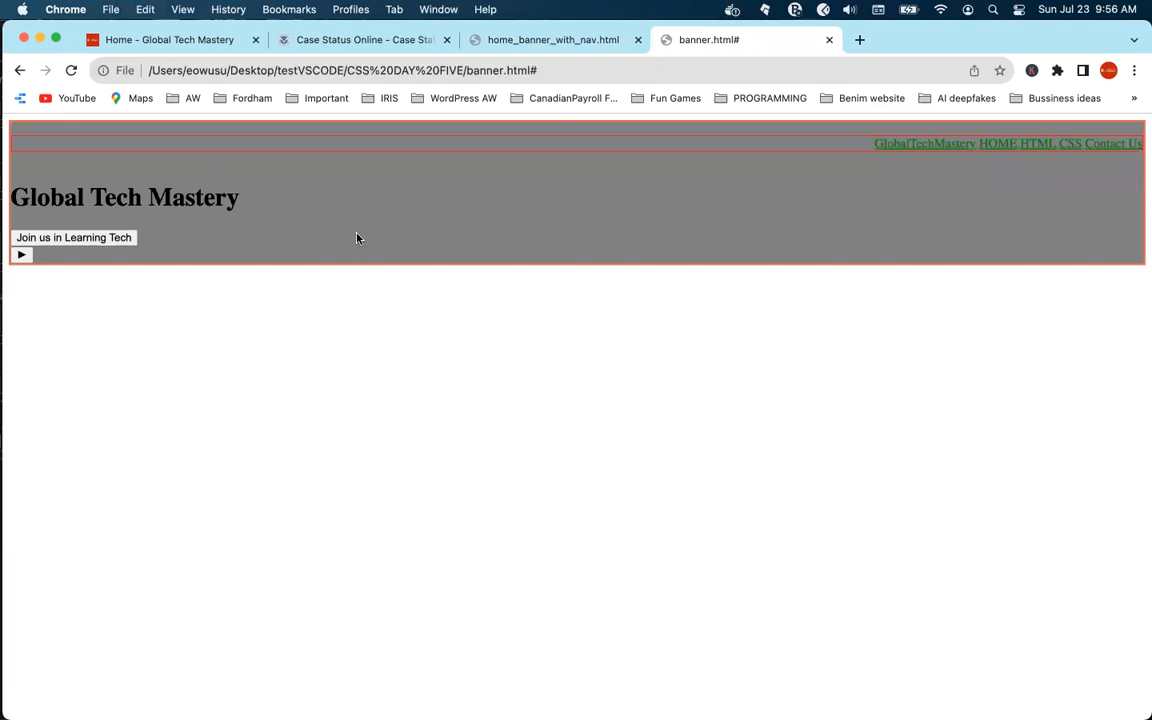 Chrome File Edit View History Bookmarks Profiles Tab Window Help Sun Jul 23 9:56 AM
Home - Global Tech Mastery Case Status Online - Case Sta home_banner_with_nav.html banner.html#
File /Users/eowusu/Desktop/testVSCODE/CSS%20DAY%20FIVE/banner.html#
YouTube Maps AW Fordham Important IRIS WordPress AW CanadianPayroll F... Fun Games PROGRAMMING Benim website AI deepfakes Bussiness ideas »
GlobalTechMastery HOME HTML CSS Contact Us
Global Tech Mastery
Join us in Learning Tech